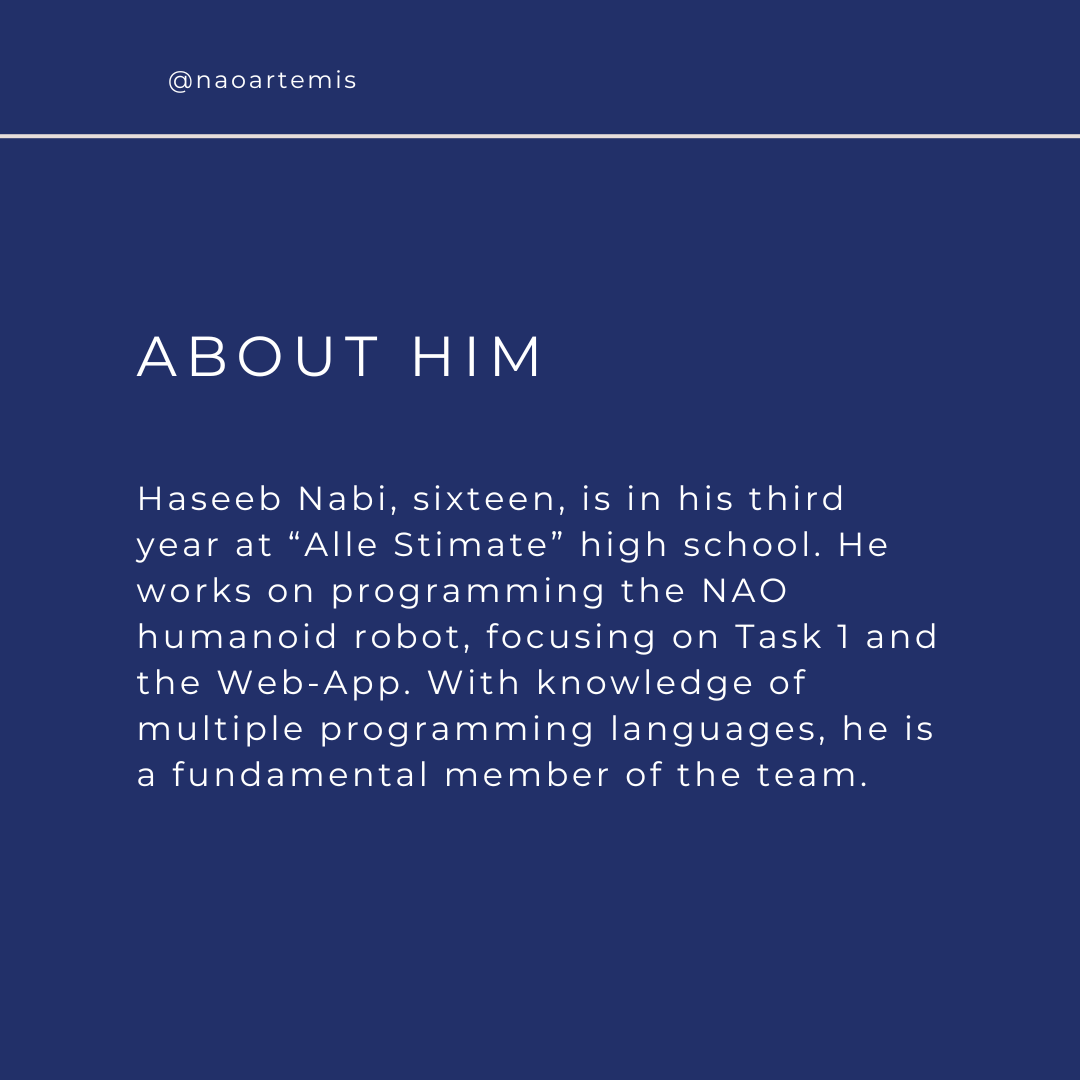 @naoartemis
ABOUT HIM
Haseeb Nabi, sixteen, is in his third
year at “Alle Stimate” high school. He
works on programming the NAO
humanoid robot, focusing on Task 1 and
the Web-App. With knowledge of
multiple programming languages, he is
a fundamental member of the team.